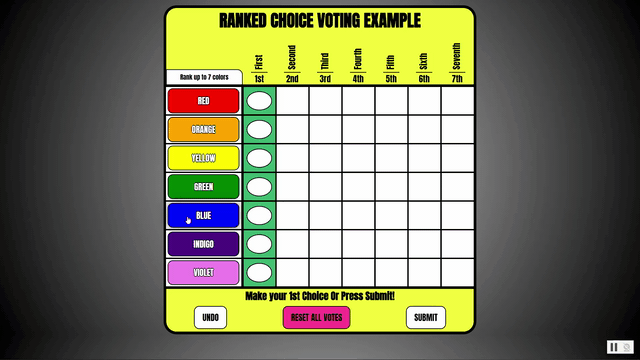 RANKED CHOICE VOTING EXAMPLE
First Second Third Fourth Fifth Sixth Seventh
Rank up to 7 colors 1st 2nd 3rd 4th 5th 6th 7th
RED
ORANGE
YELLOW
GREEN
BLUE
INDIGO
VIOLET
Make your 1st Choice Or Press Submit!
UNDO RESET ALL VOTES SUBMIT